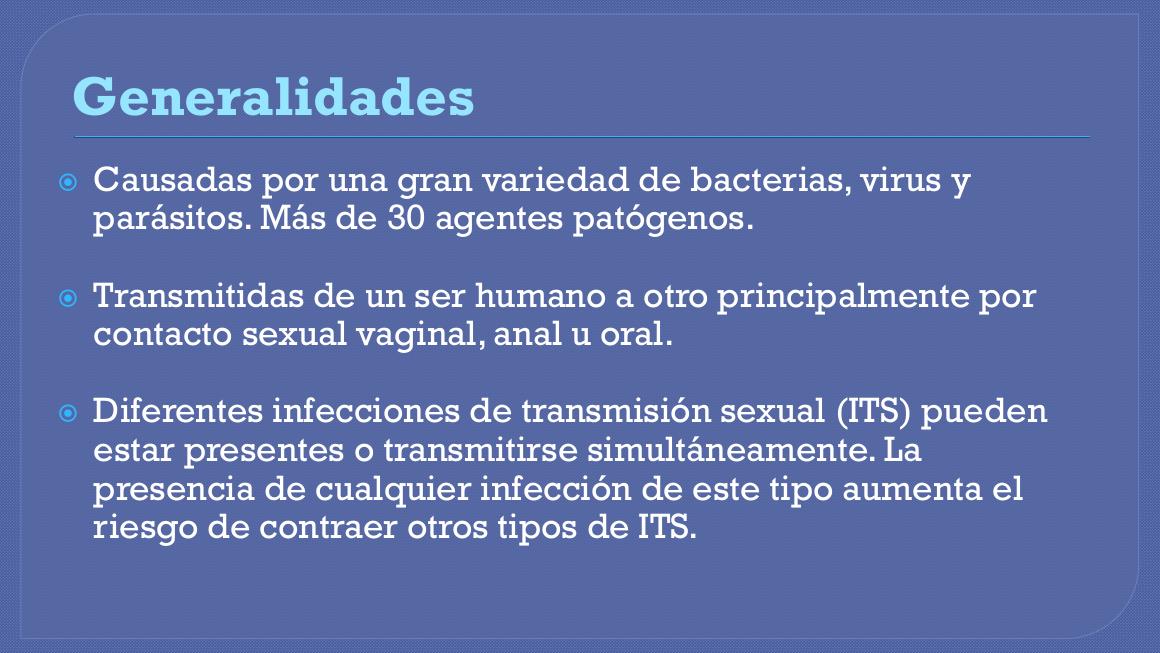 Generalidades
Causadas por una gran variedad de bacterias, virus y
parásitos. Más de 30 agentes patógenos.
Transmitidas de un ser humano a otro principalmente por
contacto sexual vaginal, anal u oral.
Diferentes infecciones de transmisión sexual (ITS) pueden
estar presentes o transmitirse simultáneamente. La
presencia de cualquier infección de este tipo aumenta el
riesgo de contraer otros tipos de ITS.